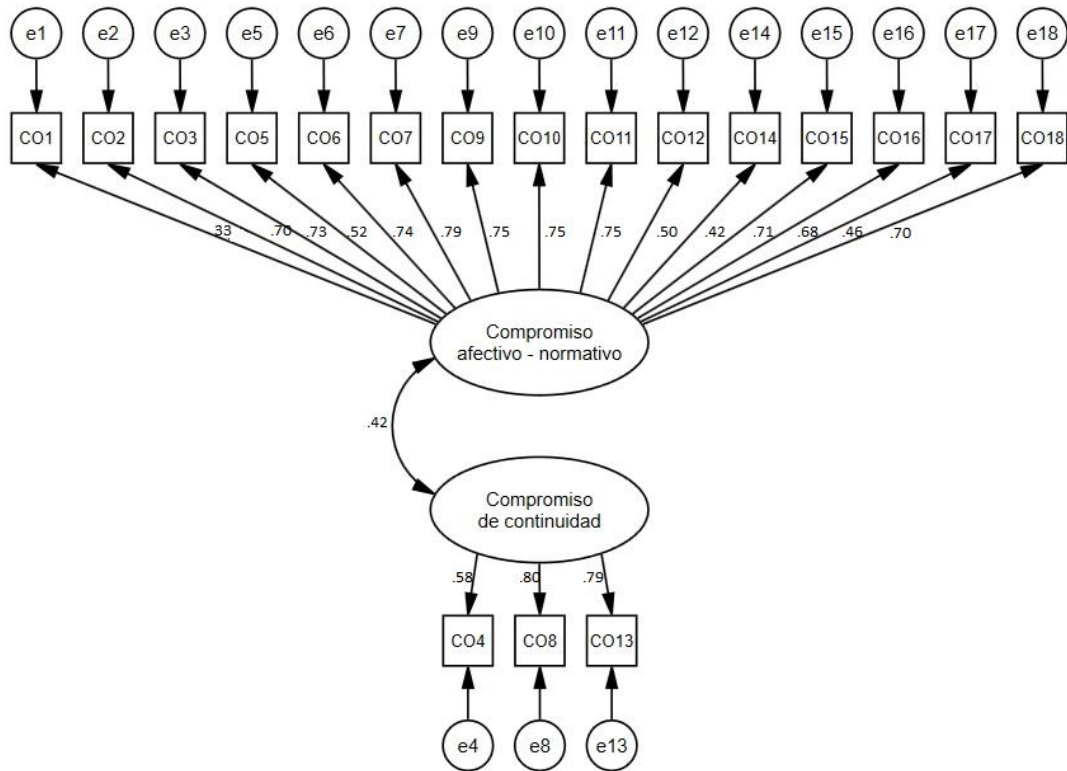 e1 e2 e3 e5 e6 e7 e9 e10 e11 e12 e14 e15 e16 e17 e18
CO1 CO2 CO3 CO5 CO6 CO7 CO9 CO10 CO11 CO12 CO14 CO15 CO16 CO17 CO18
.33 .70 .73 .52 .74 .79 .75 .75 .75 .50 .42 .71 .68 .46 .70
Compromiso
afectivo - normativo
.42
Compromiso
de continuidad
.58 .80 .79
CO4 CO8 CO13
e4 e8 e13